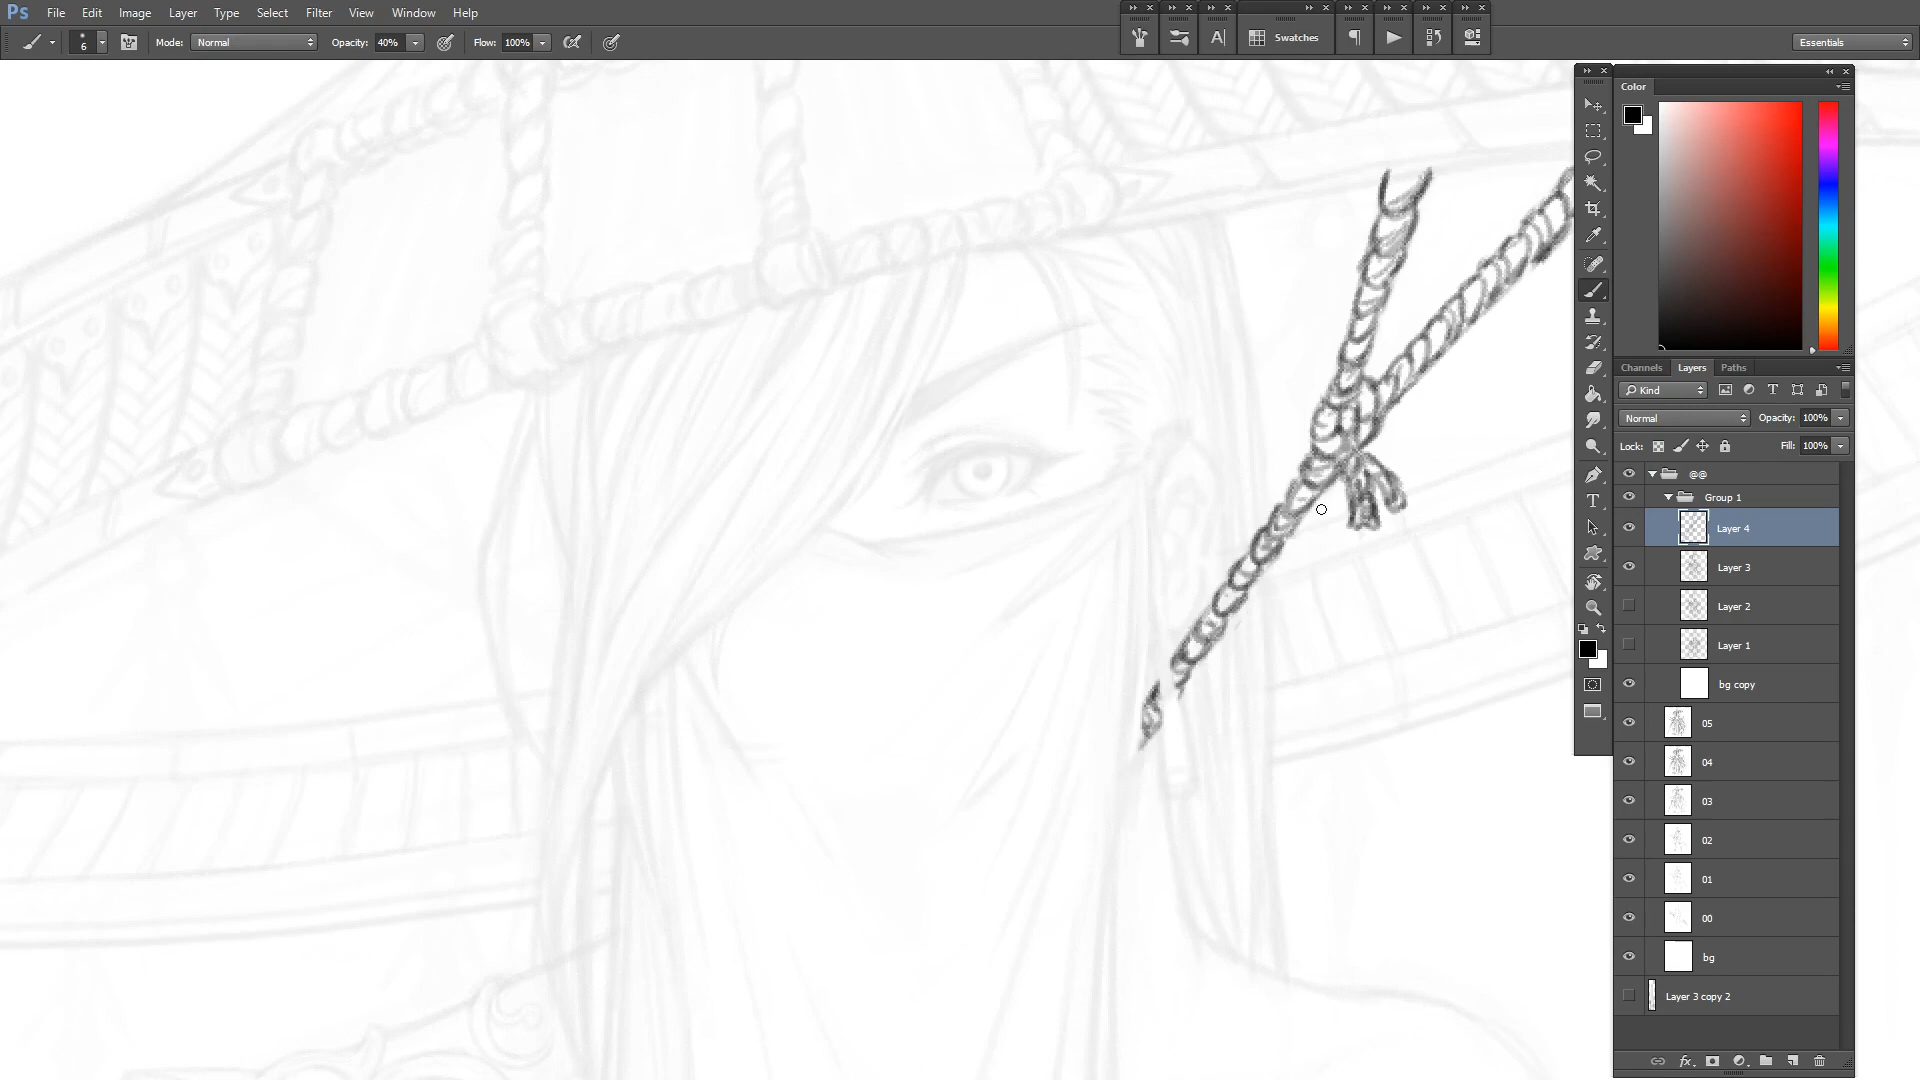 Ps File Edit Image Layer Type Select Filter View Window Help
6 Mode: Normal Opacity: 40% Flow: 100% A Swatches Essentials
Color
Channels Layers Paths
Kind T
Normal Opacity: 100%
Lock: Fill: 100%
@@
Group 1
Layer 4
Layer 3
Layer 2
Layer 1
bg copy
05
04
03
02
01
00
bg
Layer 3 copy 2
fx
T